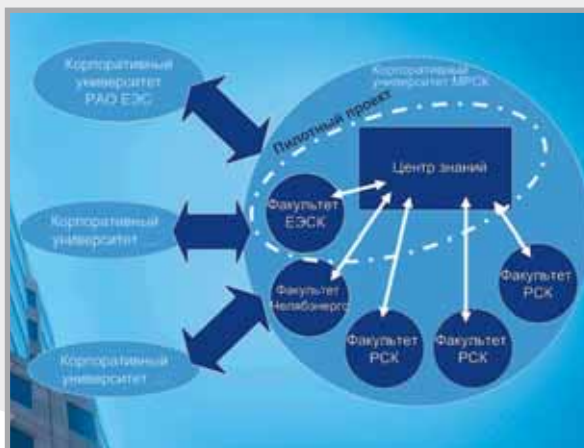 Корпоративный
университет
РАО ЕЭС
Корпоративный
университет МРСК
Пилотный проект
Центр знаний
Факультет
ЕЭСК
Корпоративный
университет
Факультет
Челябэнерго
Факультет
РСК
Факультет
РСК
Факультет
РСК
Корпоративный
университет